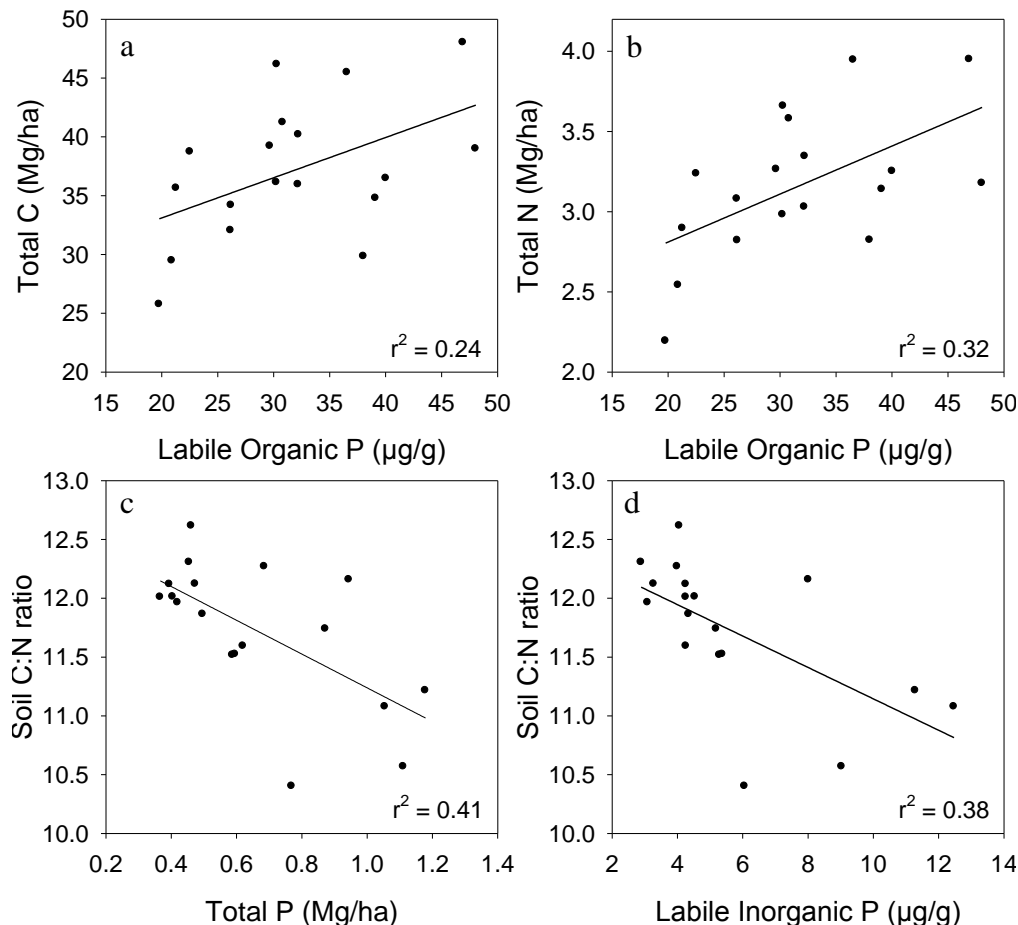 a
50
45
40
35
30
25
20
Total C (Mg/ha)
r² = 0.24
15 20 25 30 35 40 45 50
Labile Organic P (µg/g)
b
4.0
3.5
3.0
2.5
2.0
Total N (Mg/ha)
r² = 0.32
15 20 25 30 35 40 45 50
Labile Organic P (µg/g)
c
13.0
12.5
12.0
11.5
11.0
10.5
10.0
Soil C:N ratio
r² = 0.41
0.2 0.4 0.6 0.8 1.0 1.2 1.4
Total P (Mg/ha)
d
13.0
12.5
12.0
11.5
11.0
10.5
10.0
Soil C:N ratio
r² = 0.38
2 4 6 8 10 12 14
Labile Inorganic P (µg/g)